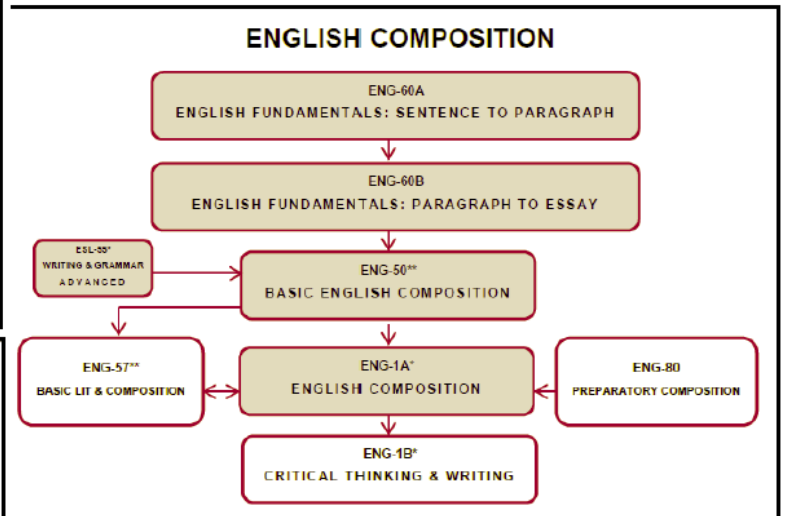 ENGLISH COMPOSITION
ENG-60A
ENGLISH FUNDAMENTALS: SENTENCE TO PARAGRAPH
ENG-60B
ENGLISH FUNDAMENTALS: PARAGRAPH TO ESSAY
ESL-55*
WRITING & GRAMMAR
ADVANCED
ENG-50**
BASIC ENGLISH COMPOSITION
ENG-57**
BASIC LIT & COMPOSITION
ENG-1A*
ENGLISH COMPOSITION
ENG-80
PREPARATORY COMPOSITION
ENG-1B*
CRITICAL THINKING & WRITING